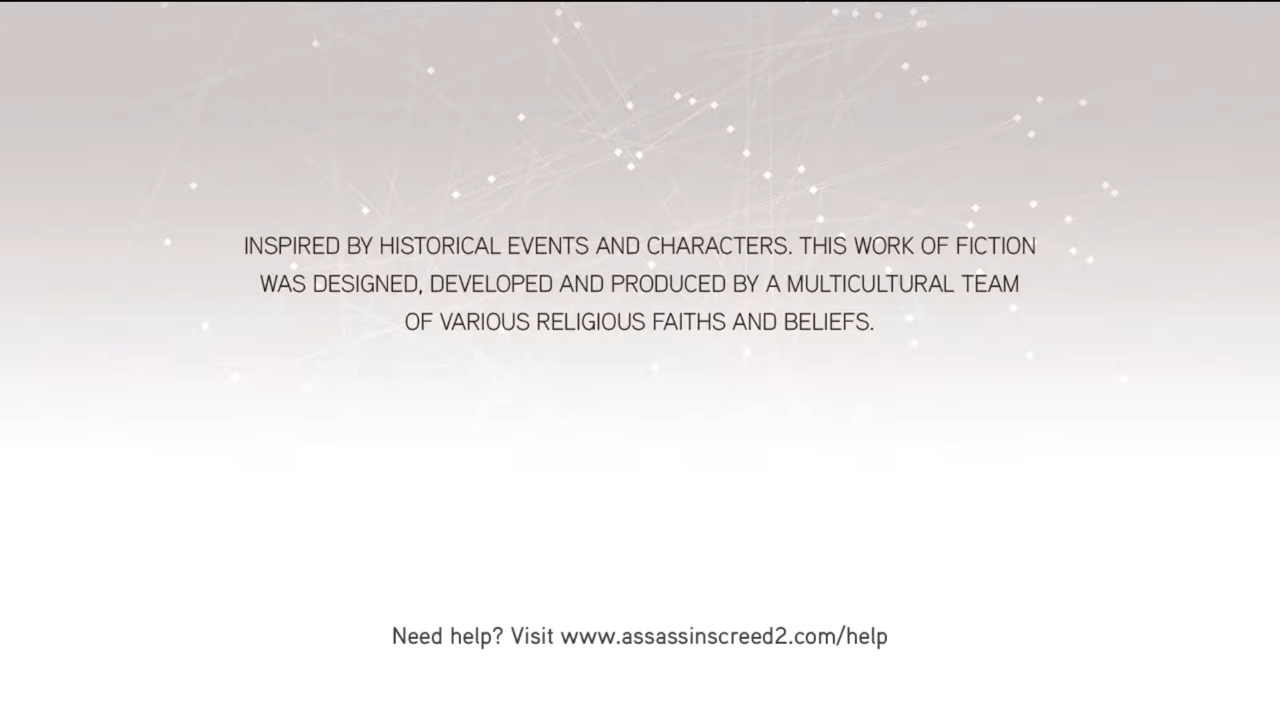 INSPIRED BY HISTORICAL EVENTS AND CHARACTERS. THIS WORK OF FICTION
WAS DESIGNED, DEVELOPED AND PRODUCED BY A MULTICULTURAL TEAM
OF VARIOUS RELIGIOUS FAITHS AND BELIEFS.
Need help? Visit www.assassinscreed2.com/help